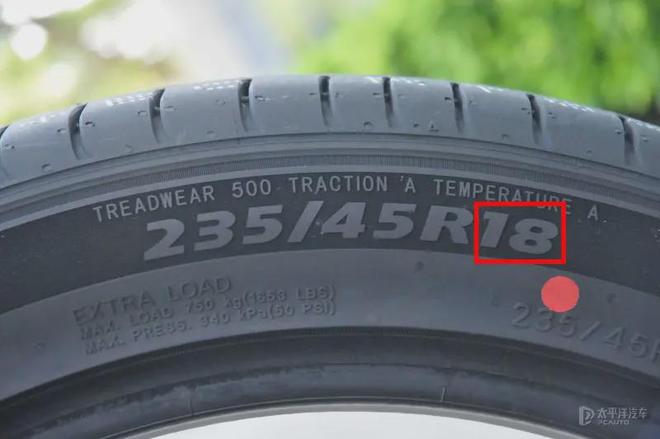 TREADWEAR 500 TRACTION A TEMPERATURE A
235/45R18
EXTRA LOAD
MAX. LOAD 750 kg(1653 LBS)
MAX. PRESS. 340 kPa(50 PSI)
235/45R
太平洋汽车
PCAUTO